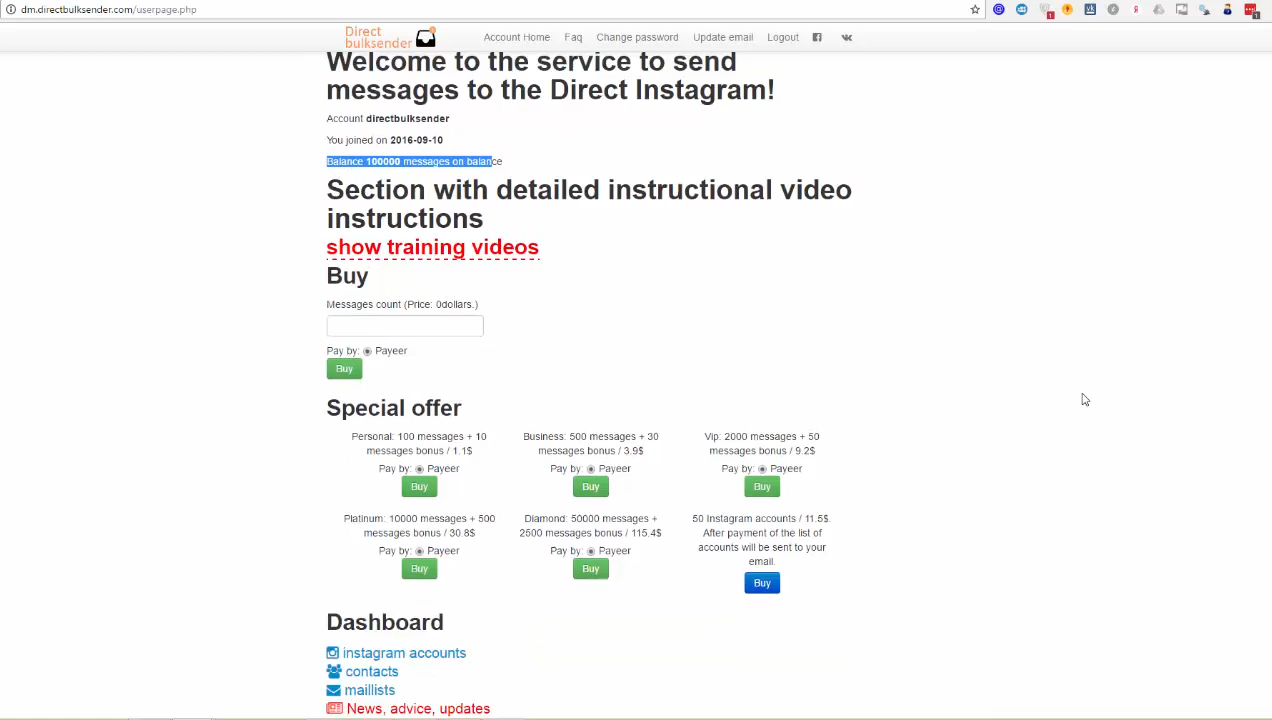 dm.directbulksender.com/userpage.php
Direct bulksender
Account Home Faq Change password Update email Logout
Welcome to the service to send
messages to the Direct Instagram!
Account directbulksender
You joined on 2016-09-10
Balance 100000 messages on balance
Section with detailed instructional video
instructions
show training videos
Buy
Messages count (Price: 0dollars.)
Pay by: Payeer
Buy
Special offer
Personal: 100 messages + 10
messages bonus / 1.1$
Pay by: Payeer
Buy
Business: 500 messages + 30
messages bonus / 3.9$
Pay by: Payeer
Buy
Vip: 2000 messages + 50
messages bonus / 9.2$
Pay by: Payeer
Buy
Platinum: 10000 messages + 500
messages bonus / 30.8$
Pay by: Payeer
Buy
Diamond: 50000 messages +
2500 messages bonus / 115.4$
Pay by: Payeer
Buy
50 Instagram accounts / 11.5$.
After payment of the list of
accounts will be sent to your
email.
Buy
Dashboard
instagram accounts
contacts
maillists
News, advice, updates